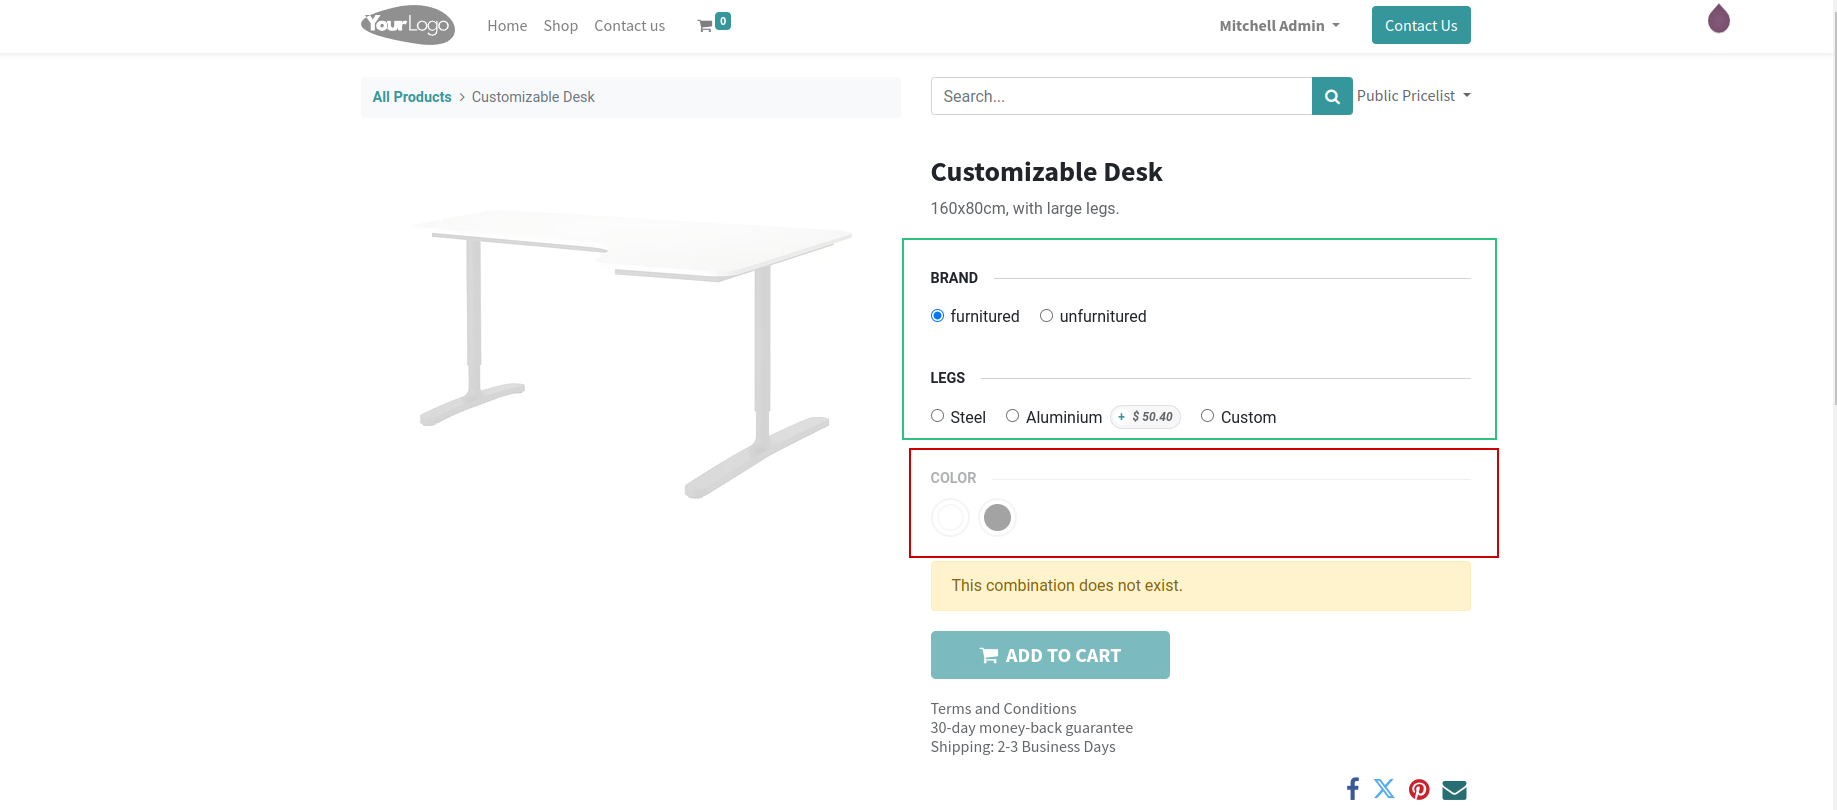 YourLogo Home Shop Contact us 0 Mitchell Admin Contact Us
All Products > Customizable Desk
Search... Public Pricelist
Customizable Desk
160x80cm, with large legs.
BRAND
furnitured unfurnitured
LEGS
Steel Aluminium + $ 50.40 Custom
COLOR
This combination does not exist.
ADD TO CART
Terms and Conditions
30-day money-back guarantee
Shipping: 2-3 Business Days